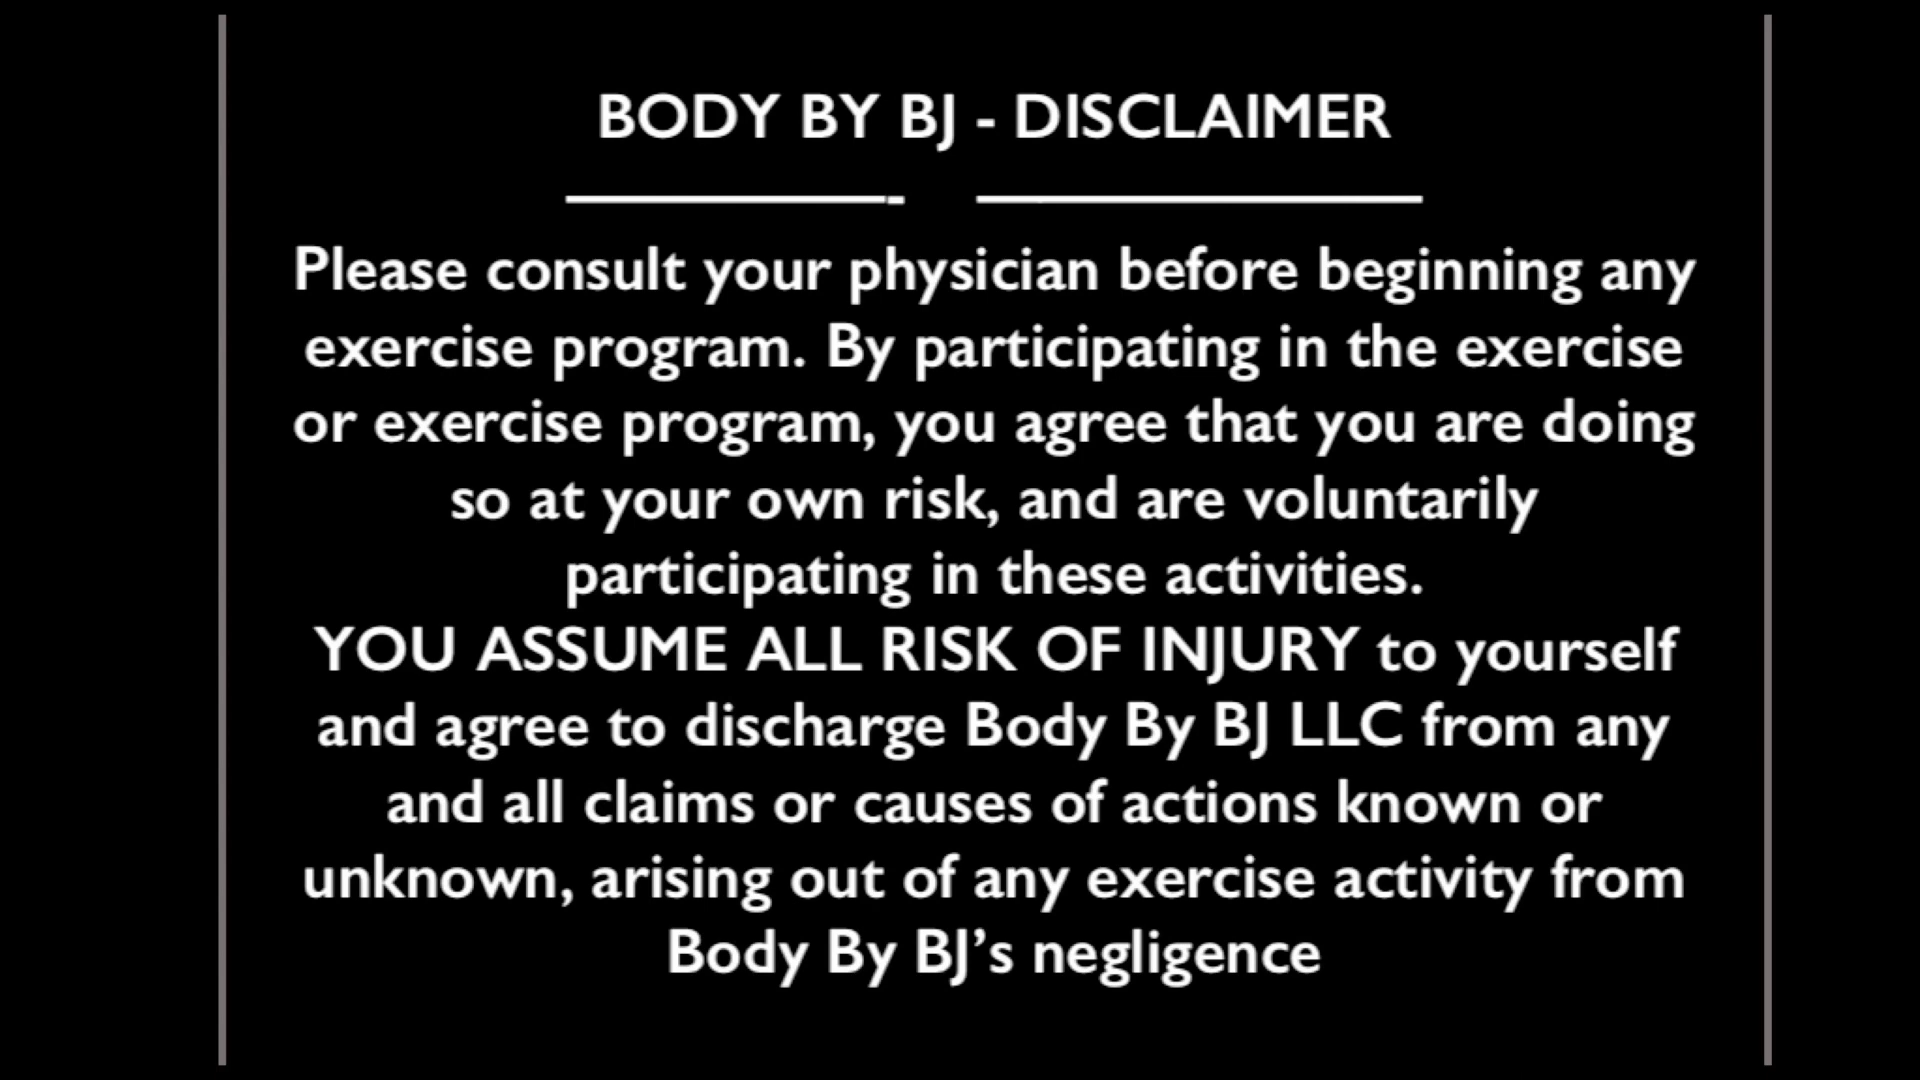 BODY BY BJ - DISCLAIMER
Please consult your physician before beginning any
exercise program. By participating in the exercise
or exercise program, you agree that you are doing
so at your own risk, and are voluntarily
participating in these activities.
YOU ASSUME ALL RISK OF INJURY to yourself
and agree to discharge Body By BJ LLC from any
and all claims or causes of actions known or
unknown, arising out of any exercise activity from
Body By BJ’s negligence